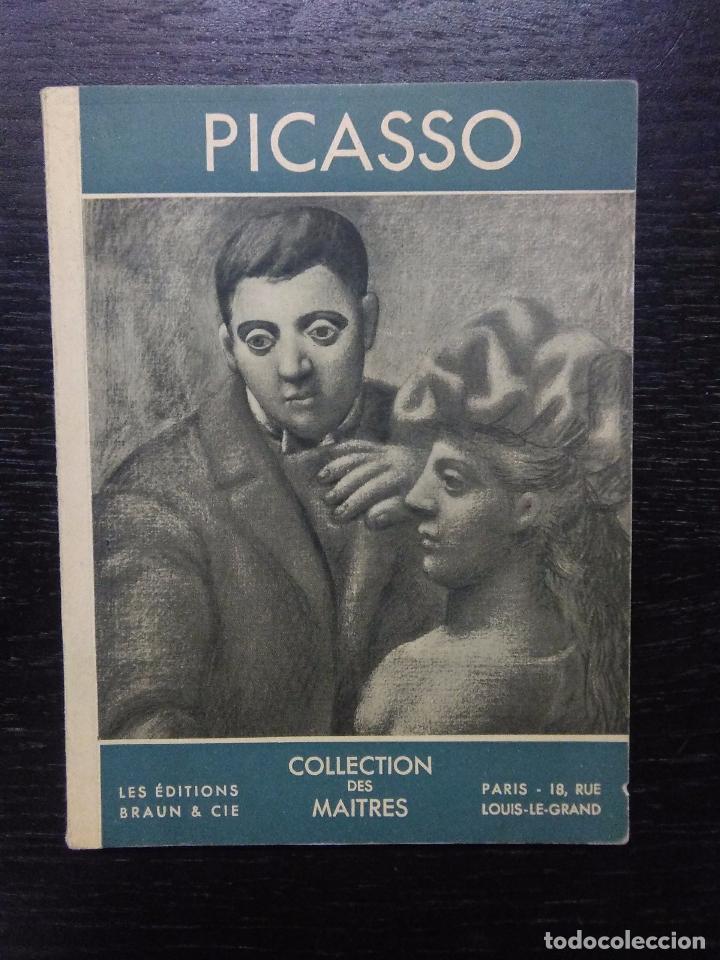 PICASSO
LES ÉDITIONS
BRAUN & CIE
COLLECTION
DES
MAITRES
PARIS - 18, RUE
LOUIS-LE-GRAND
todocoleccion